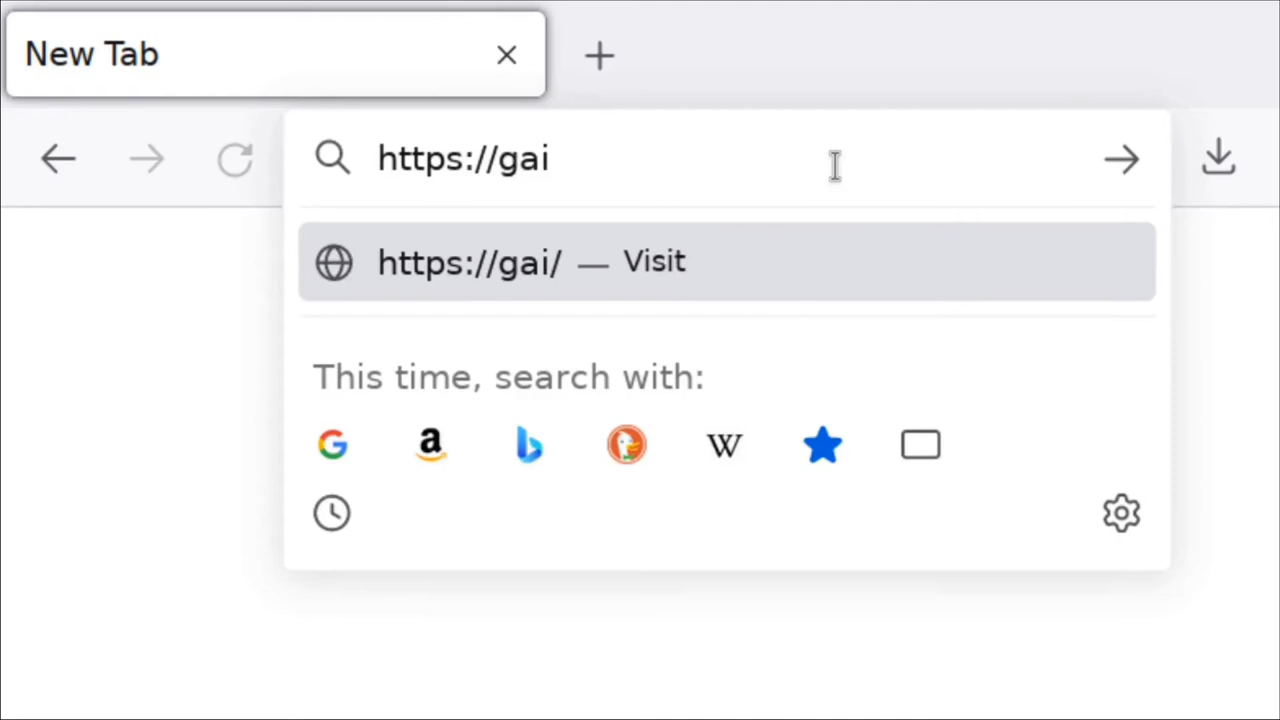 New Tab
https://gai
https://gai/ — Visit
This time, search with: